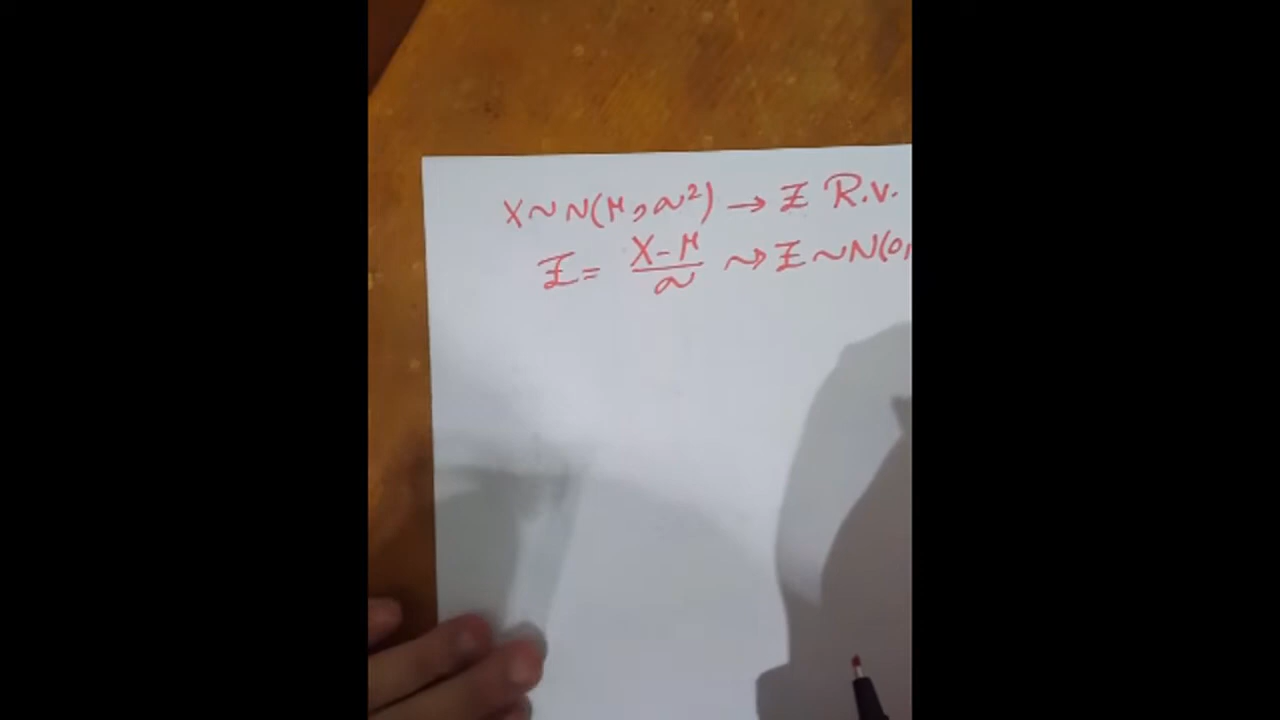 X~N(μ,σ²) → Z R.v.
Z = X-μ/σ ⇝ Z~N(0,